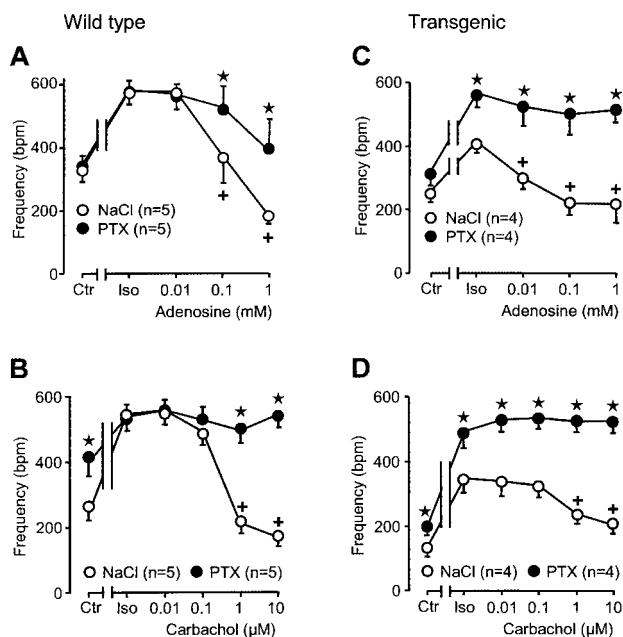 Wild type
Transgenic
A
600
400
200
0
Frequency (bpm)
★
★
+
+
NaCl (n=5)
PTX (n=5)
Ctr Iso 0.01 0.1 1
Adenosine (mM)
C
600
400
200
0
Frequency (bpm)
★ ★ ★ ★
+ + +
NaCl (n=4)
PTX (n=4)
Ctr Iso 0.01 0.1 1
Adenosine (mM)
B
600
400
200
0
Frequency (bpm)
★ ★ ★
+ +
NaCl (n=5) PTX (n=5)
Ctr Iso 0.01 0.1 1 10
Carbachol (µM)
D
600
400
200
0
Frequency (bpm)
★ ★ ★ ★ ★ ★
+ +
NaCl (n=4) PTX (n=4)
Ctr Iso 0.01 0.1 1 10
Carbachol (µM)